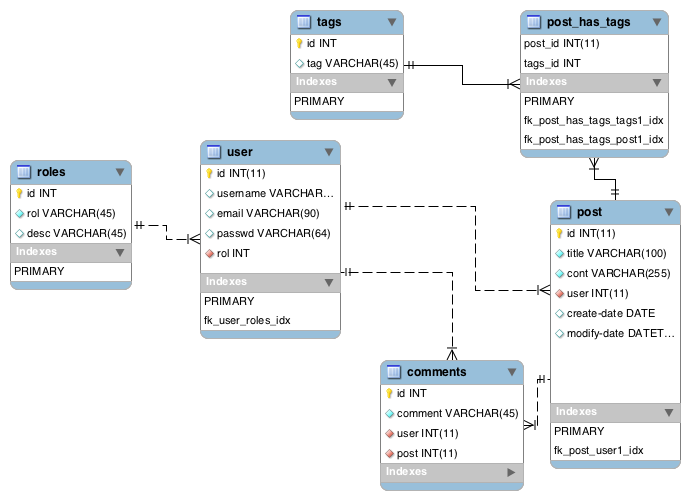 tags
id INT
tag VARCHAR(45)
Indexes
PRIMARY
post_has_tags
post_id INT(11)
tags_id INT
Indexes
PRIMARY
fk_post_has_tags_tags1_idx
fk_post_has_tags_post1_idx
roles
id INT
rol VARCHAR(45)
desc VARCHAR(45)
Indexes
PRIMARY
user
id INT(11)
username VARCHAR...
email VARCHAR(90)
passwd VARCHAR(64)
rol INT
Indexes
PRIMARY
fk_user_roles_idx
post
id INT(11)
title VARCHAR(100)
cont VARCHAR(255)
user INT(11)
create-date DATE
modify-date DATET...
Indexes
PRIMARY
fk_post_user1_idx
comments
id INT
comment VARCHAR(45)
user INT(11)
post INT(11)
Indexes